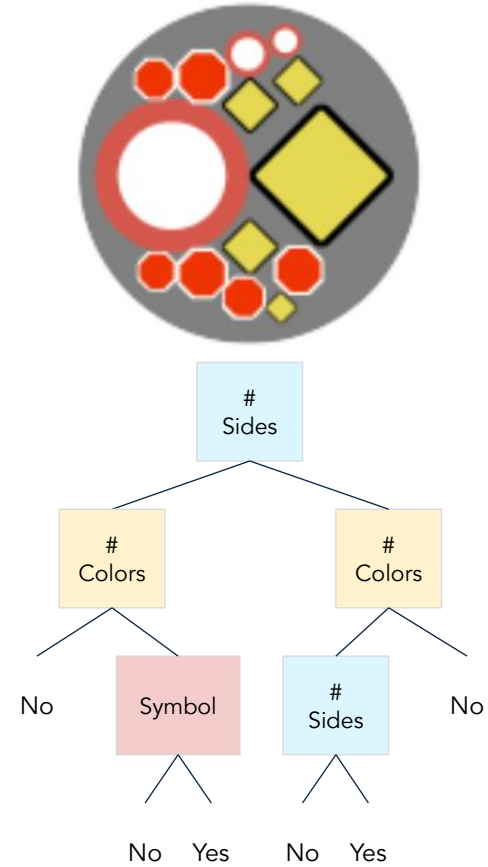 #
Sides
#
Colors
#
Colors
No
Symbol
#
Sides
No
No
Yes
No
Yes